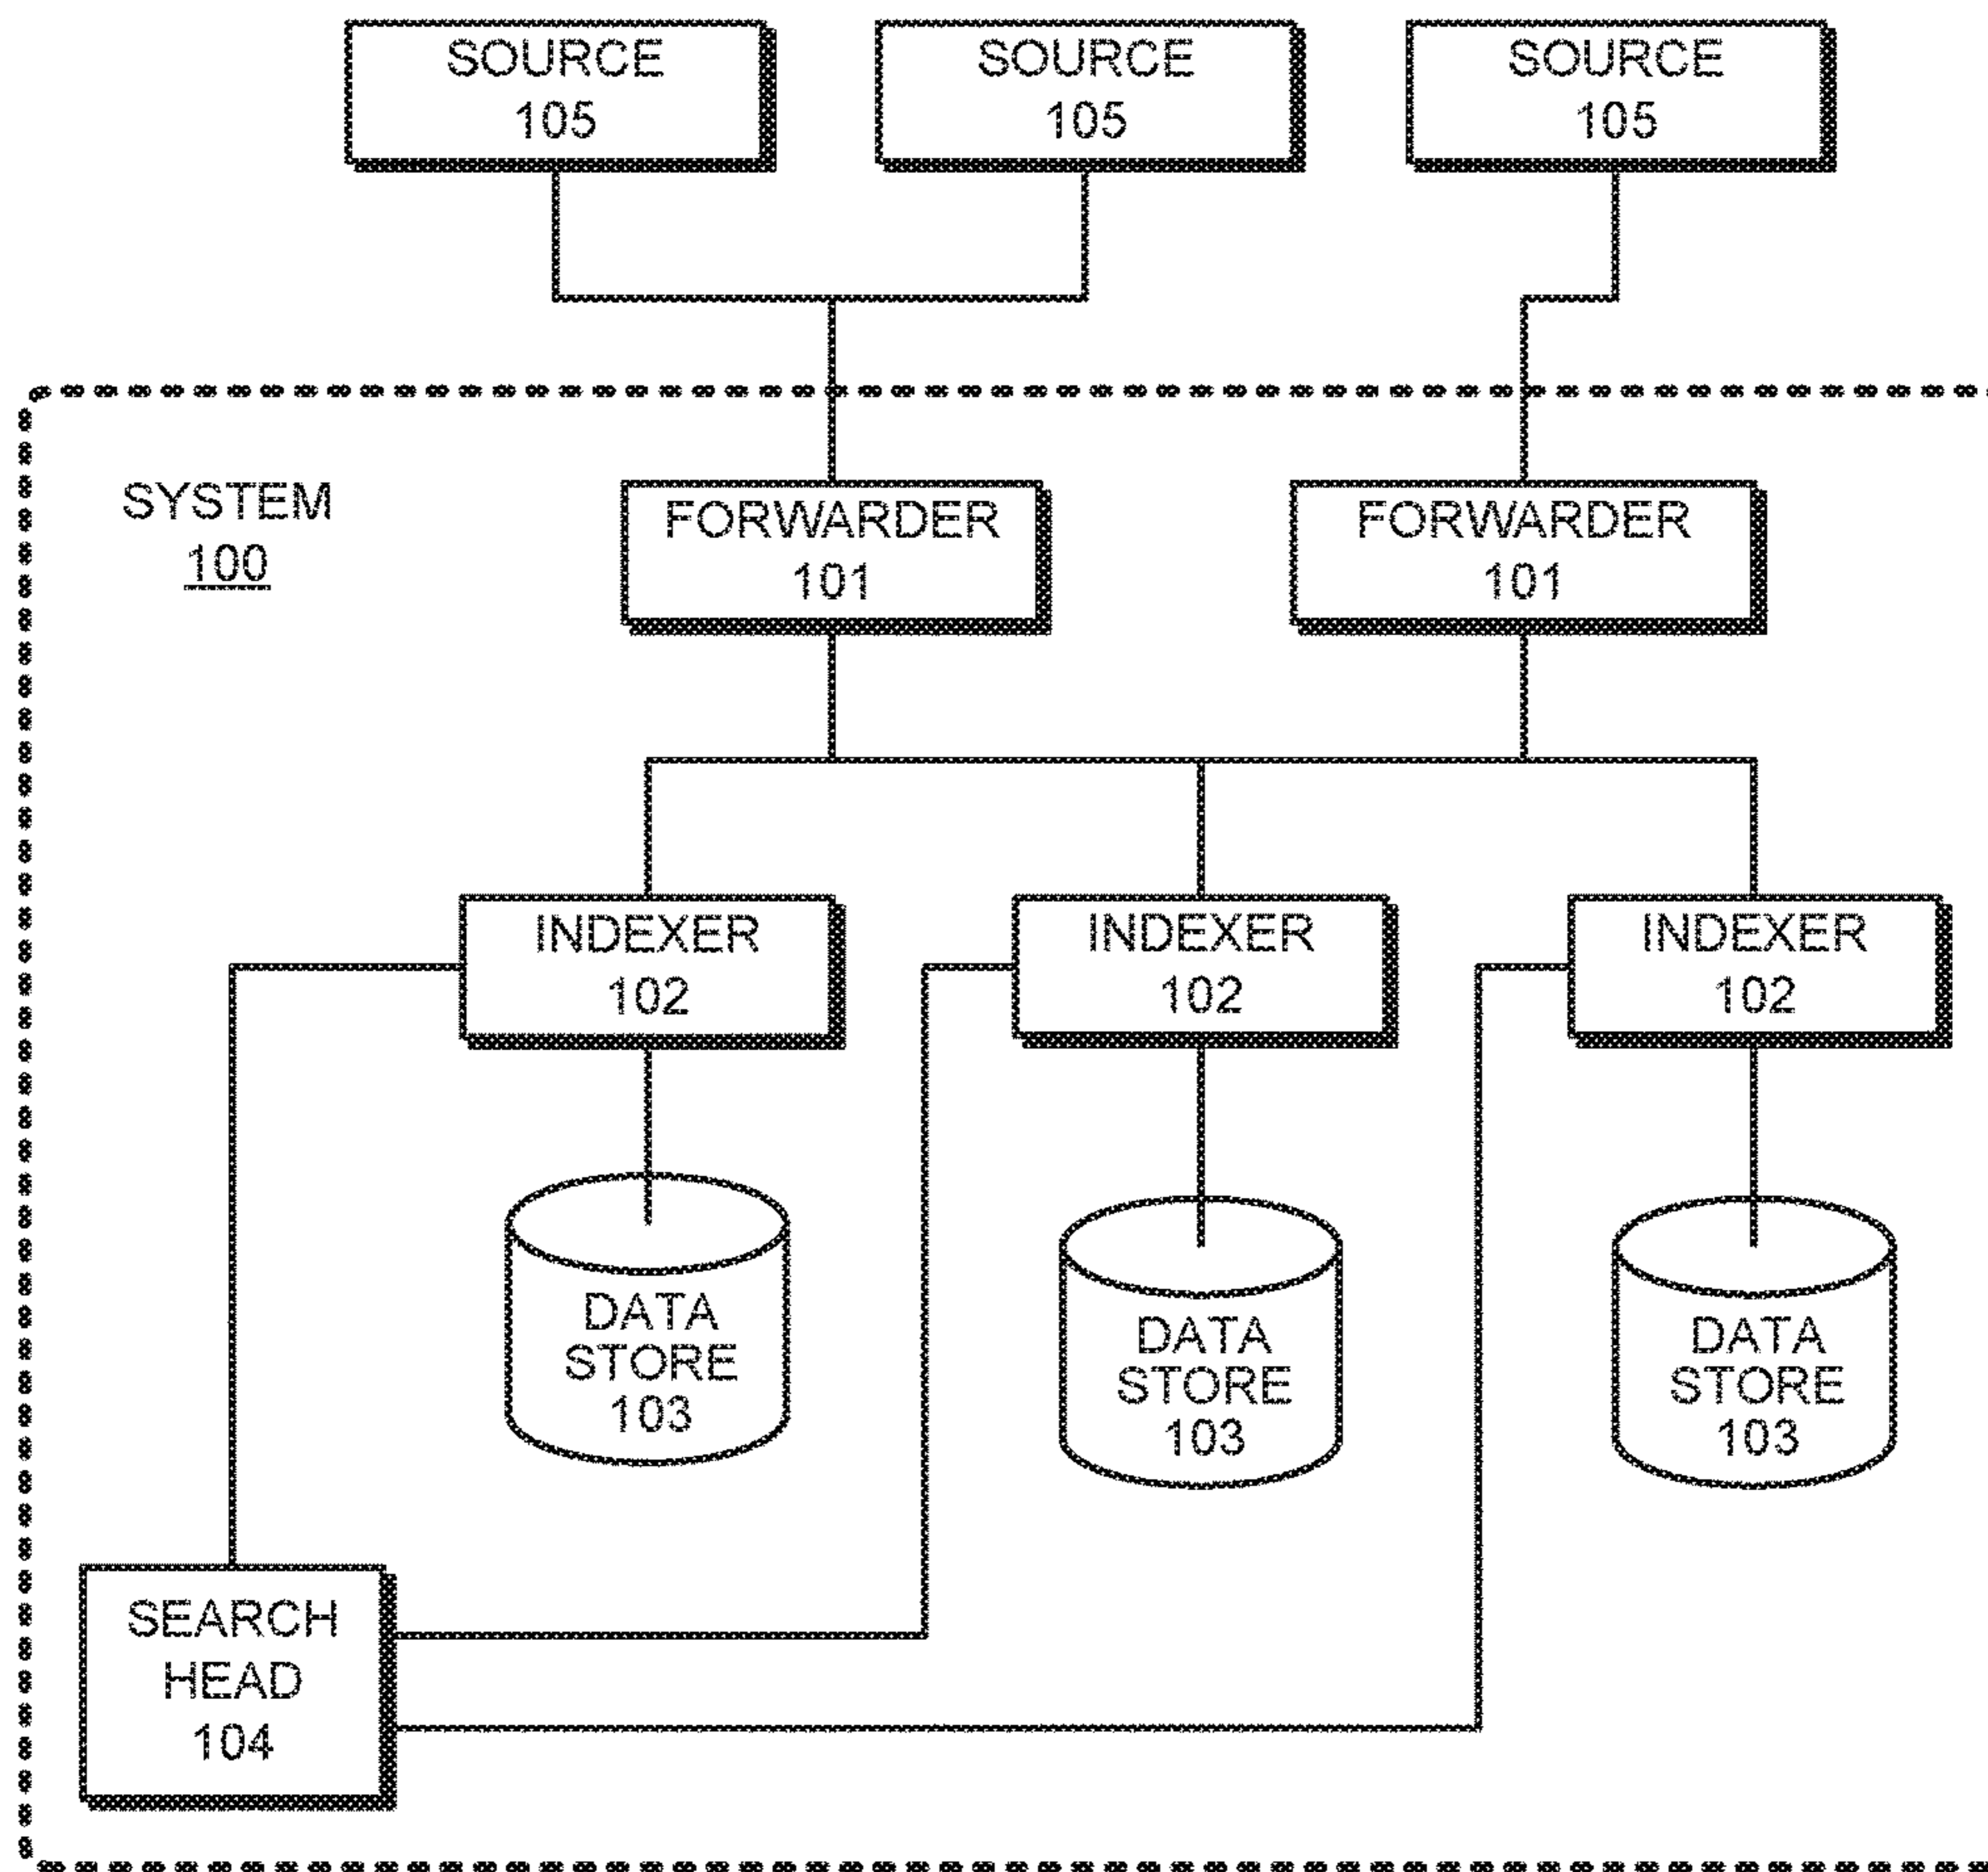 SOURCE
105
SOURCE
105
SOURCE
105
SYSTEM
100
FORWARDER
101
FORWARDER
101
INDEXER
102
INDEXER
102
INDEXER
102
DATA
STORE
103
DATA
STORE
103
DATA
STORE
103
SEARCH
HEAD
104